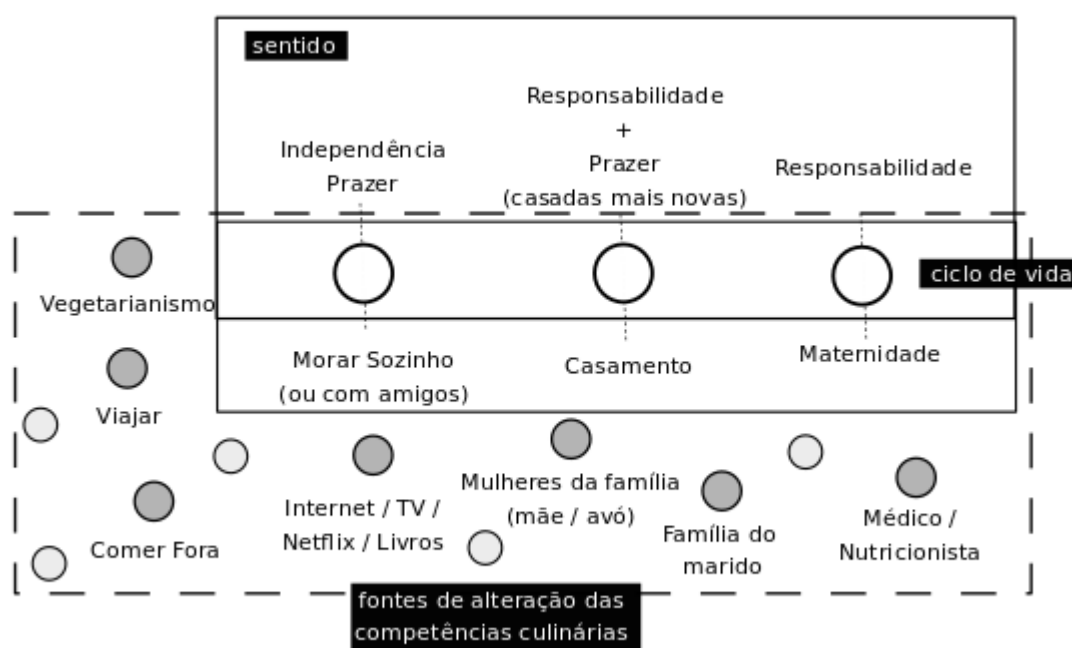 sentido
Responsabilidade
+
Prazer
(casadas mais novas)
Independência
Prazer
Responsabilidade
ciclo de vida
Vegetarianismo
Morar Sozinho
(ou com amigos)
Casamento
Maternidade
Viajar
Comer Fora
Internet / TV /
Netflix / Livros
Mulheres da família
(mãe / avó)
Família do
marido
Médico /
Nutricionista
fontes de alteração das
competências culinárias